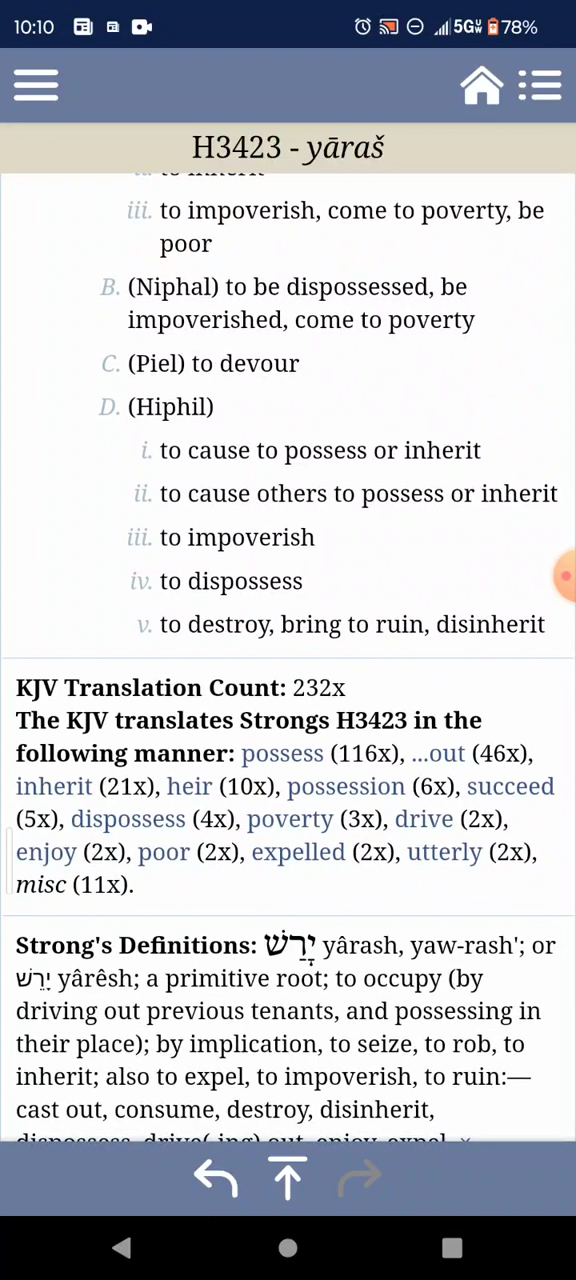 10:10 5G UW 78%
H3423 - yāraš
iii. to impoverish, come to poverty, be
poor
B. (Niphal) to be dispossessed, be
impoverished, come to poverty
C. (Piel) to devour
D. (Hiphil)
i. to cause to possess or inherit
ii. to cause others to possess or inherit
iii. to impoverish
iv. to dispossess
v. to destroy, bring to ruin, disinherit
KJV Translation Count: 232x
The KJV translates Strongs H3423 in the
following manner: possess (116x), ...out (46x),
inherit (21x), heir (10x), possession (6x), succeed
(5x), dispossess (4x), poverty (3x), drive (2x),
enjoy (2x), poor (2x), expelled (2x), utterly (2x),
misc (11x).
Strong's Definitions: יָרַשׁ yârash, yaw-rash'; or
יָרֵשׁ yârêsh; a primitive root; to occupy (by
driving out previous tenants, and possessing in
their place); by implication, to seize, to rob, to
inherit; also to expel, to impoverish, to ruin:—
cast out, consume, destroy, disinherit,